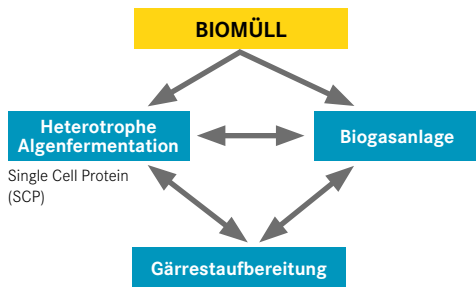 BIOMÜLL
Heterotrophe
Algenfermentation
Biogasanlage
Single Cell Protein
(SCP)
Gärrestaufbereitung